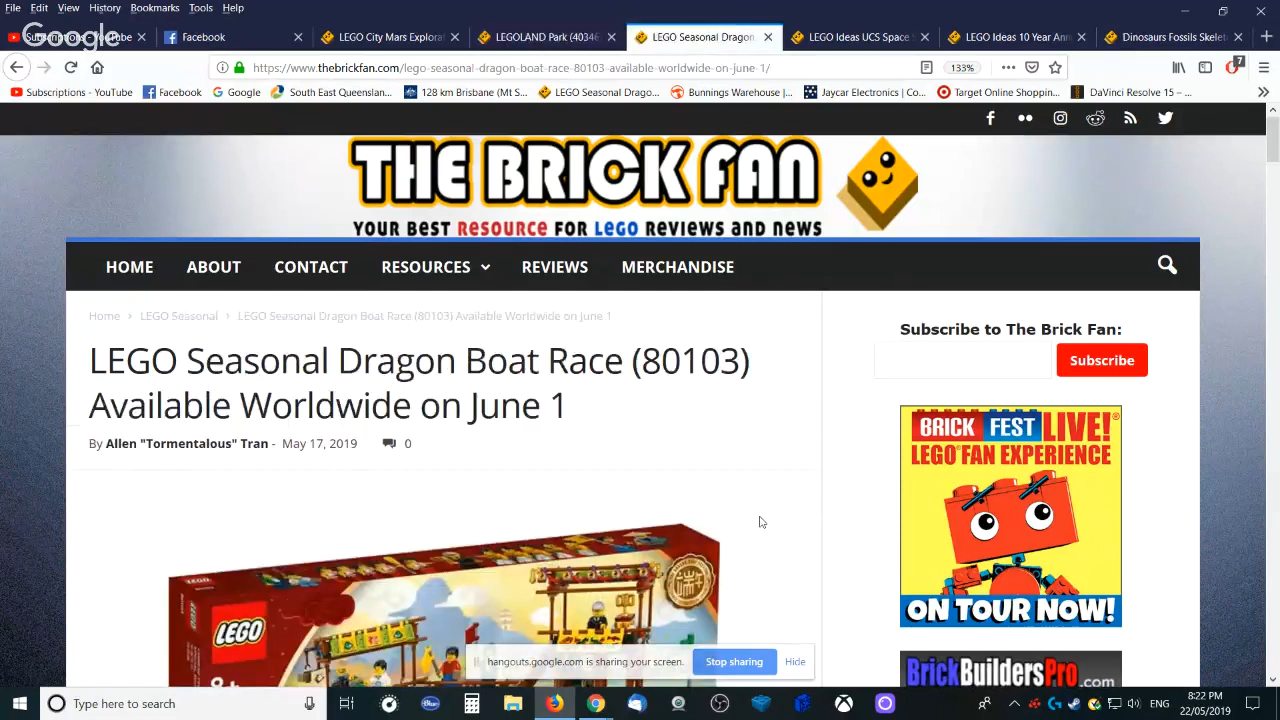 File Edit View History Bookmarks Tools Help
Google
Facebook
LEGO City Mars Explorat
LEGOLAND Park (40346
LEGO Seasonal Dragon
LEGO Ideas UCS Space S
LEGO Ideas 10 Year Ann
Dinosaurs Fossils Skelet
https://www.thebrickfan.com/lego-seasonal-dragon-boat-race-80103-available-worldwide-on-june-1/
133%
7
Subscriptions - YouTube Facebook Google South East Queenslan... 128 km Brisbane (Mt S... LEGO Seasonal Drago... Bunnings Warehouse |... Jaycar Electronics | Co... Target Online Shoppin... DaVinci Resolve 15 – ...
THE BRICK FAN
YOUR BEST RESOURCE FOR LEGO REVIEWS AND NEWS
HOME ABOUT CONTACT RESOURCES REVIEWS MERCHANDISE
Home › LEGO Seasonal › LEGO Seasonal Dragon Boat Race (80103) Available Worldwide on June 1
LEGO Seasonal Dragon Boat Race (80103)
Available Worldwide on June 1
By Allen "Tormentalous" Tran - May 17, 2019 0
Subscribe to The Brick Fan:
Subscribe
BRICK FEST LIVE!
LEGO® FAN EXPERIENCE
ON TOUR NOW!
BrickBuildersPro.com
LEGO
LEGO
端午
8+
hangouts.google.com is sharing your screen. Stop sharing Hide
Type here to search
ENG
8:22 PM
22/05/2019